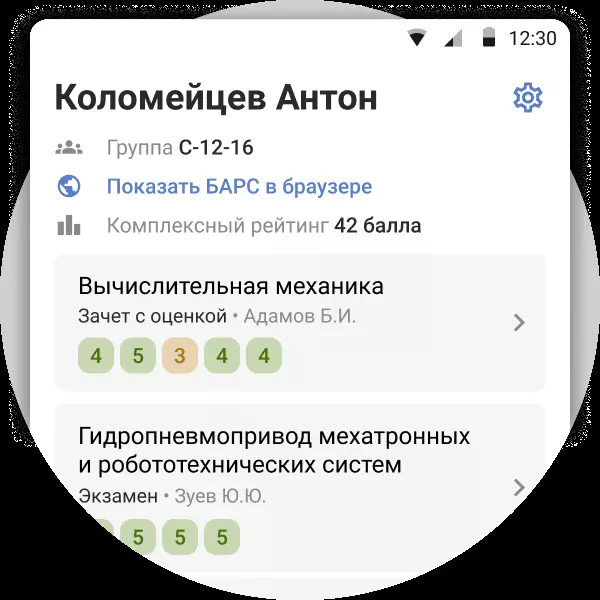 12:30
Коломейцев Антон
Группа С-12-16
Показать БАРС в браузере
Комплексный рейтинг 42 балла
Вычислительная механика
Зачет с оценкой • Адамов Б.И.
4 5 3 4 4
Гидропневмопривод мехатронных
и робототехнических систем
Экзамен • Зуев Ю.Ю.
5 5 5